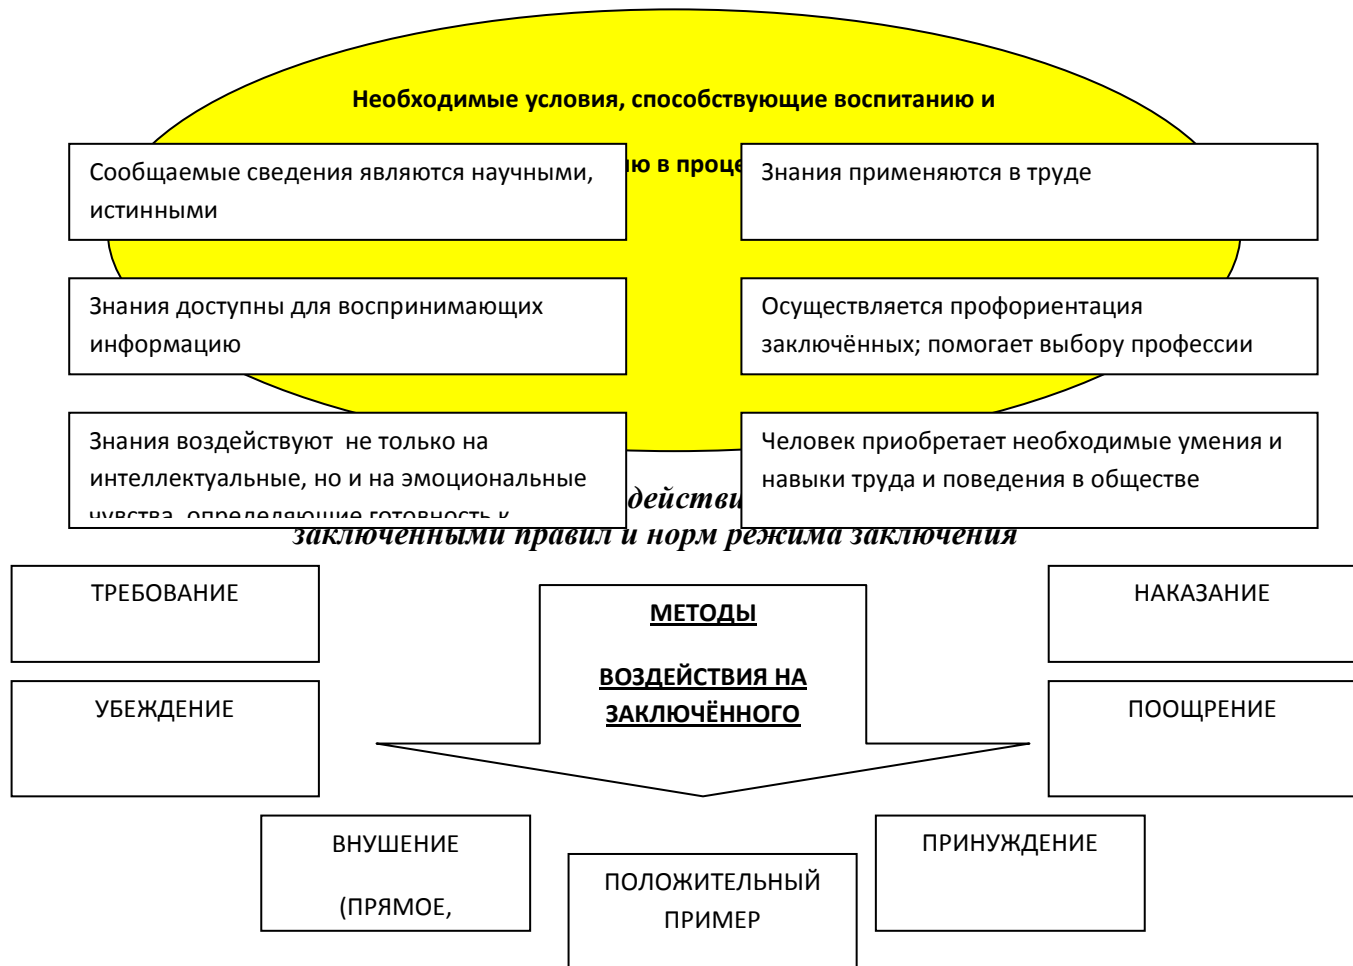 Необходимые условия, способствующие воспитанию и
в
Сообщаемые сведения являются научными,
истинными
Знания применяются в труде
Знания доступны для воспринимающих
информацию
Осуществляется профориентация
заключённых; помогает выбору профессии
Знания воздействуют не только на
интеллектуальные, но и на эмоциональные
чувства, определяющие готовность к
Человек приобретает необходимые умения и
навыки труда и поведения в обществе
заключенными правил и норм режима заключения
ТРЕБОВАНИЕ
МЕТОДЫ
ВОЗДЕЙСТВИЯ НА
ЗАКЛЮЧЁННОГО
НАКАЗАНИЕ
УБЕЖДЕНИЕ
ПООЩРЕНИЕ
ВНУШЕНИЕ
(ПРЯМОЕ,
ПОЛОЖИТЕЛЬНЫЙ
ПРИМЕР
ПРИНУЖДЕНИЕ